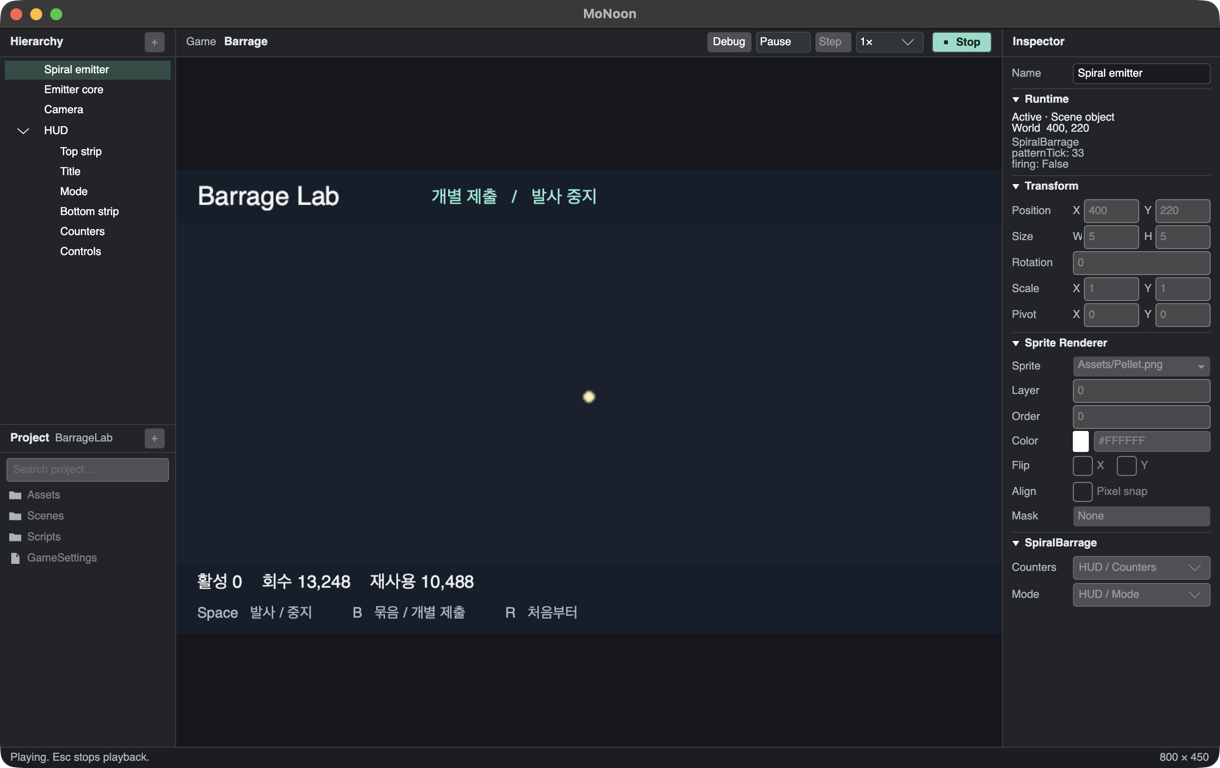 MoNoon
Hierarchy +
Spiral emitter
Emitter core
Camera
HUD
Top strip
Title
Mode
Bottom strip
Counters
Controls
Project BarrageLab +
Search project...
Assets
Scenes
Scripts
GameSettings
Game Barrage Debug Pause Step 1× Stop
Barrage Lab 개별 제출 / 발사 중지
활성 0 회수 13,248 재사용 10,488
Space 발사 / 중지 B 묶음 / 개별 제출 R 처음부터
Inspector
Name Spiral emitter
Runtime
Active · Scene object
World 400, 220
SpiralBarrage
patternTick: 33
firing: False
Transform
Position X 400 Y 220
Size W 5 H 5
Rotation 0
Scale X 1 Y 1
Pivot X 0 Y 0
Sprite Renderer
Sprite Assets/Pellet.png
Layer 0
Order 0
Color #FFFFFF
Flip X Y
Align Pixel snap
Mask None
SpiralBarrage
Counters HUD / Counters
Mode HUD / Mode
Playing. Esc stops playback. 800 × 450